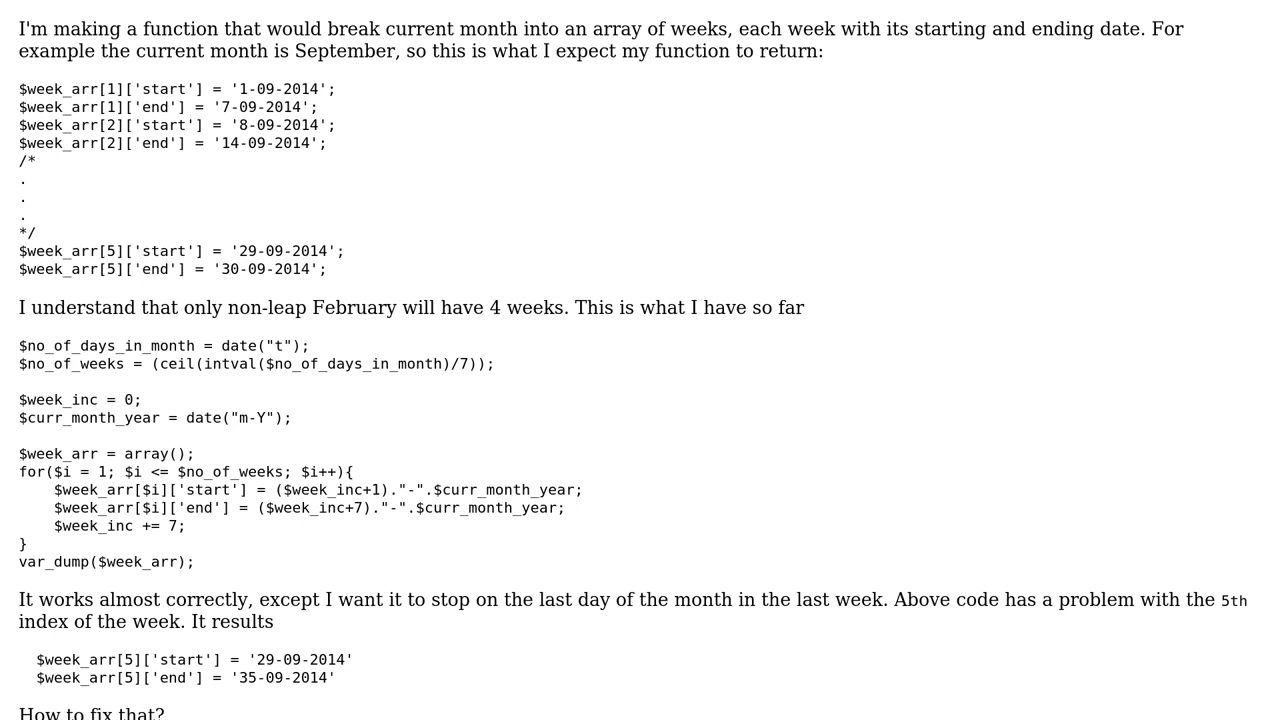 I'm making a function that would break current month into an array of weeks, each week with its starting and ending date. For
example the current month is September, so this is what I expect my function to return:
$week_arr[1]['start'] = '1-09-2014';
$week_arr[1]['end'] = '7-09-2014';
$week_arr[2]['start'] = '8-09-2014';
$week_arr[2]['end'] = '14-09-2014';
/*
.
.
.
*/
$week_arr[5]['start'] = '29-09-2014';
$week_arr[5]['end'] = '30-09-2014';
I understand that only non-leap February will have 4 weeks. This is what I have so far
$no_of_days_in_month = date("t");
$no_of_weeks = (ceil(intval($no_of_days_in_month)/7));
$week_inc = 0;
$curr_month_year = date("m-Y");
$week_arr = array();
for($i = 1; $i <= $no_of_weeks; $i++){
    $week_arr[$i]['start'] = ($week_inc+1)."-".$curr_month_year;
    $week_arr[$i]['end'] = ($week_inc+7)."-".$curr_month_year;
    $week_inc += 7;
}
var_dump($week_arr);
It works almost correctly, except I want it to stop on the last day of the month in the last week. Above code has a problem with the 5th
index of the week. It results
  $week_arr[5]['start'] = '29-09-2014'
  $week_arr[5]['end'] = '35-09-2014'
How to fix that?